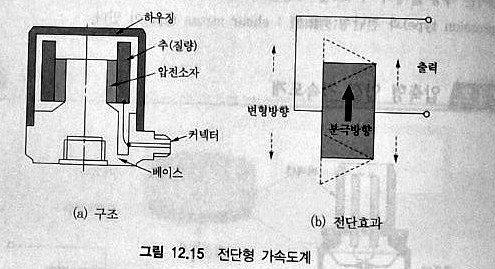 하우징
추(질량)
압전소자
커넥터
베이스
(a) 구조
출력
변형방향
분극방향
(b) 전단효과
그림 12.15 전단형 가속도계